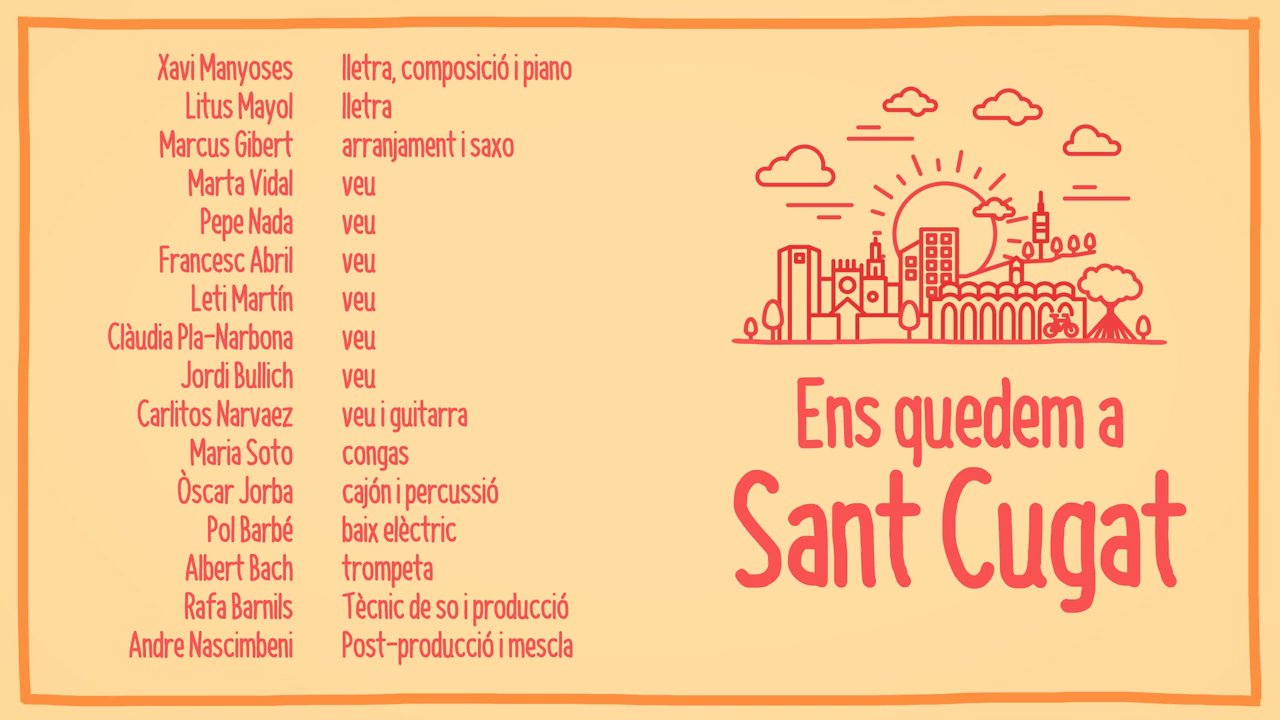 Xavi Manyoses lletra, composició i piano
Litus Mayol lletra
Marcus Gibert arranjament i saxo
Marta Vidal veu
Pepe Nada veu
Francesc Abril veu
Leti Martín veu
Clàudia Pla-Narbona veu
Jordi Bullich veu
Carlitos Narvaez veu i guitarra
Maria Soto congas
Òscar Jorba cajón i percussió
Pol Barbé baix elèctric
Albert Bach trompeta
Rafa Barnils Tècnic de so i producció
Andre Nascimbeni Post-producció i mescla
Ens quedem a
Sant Cugat